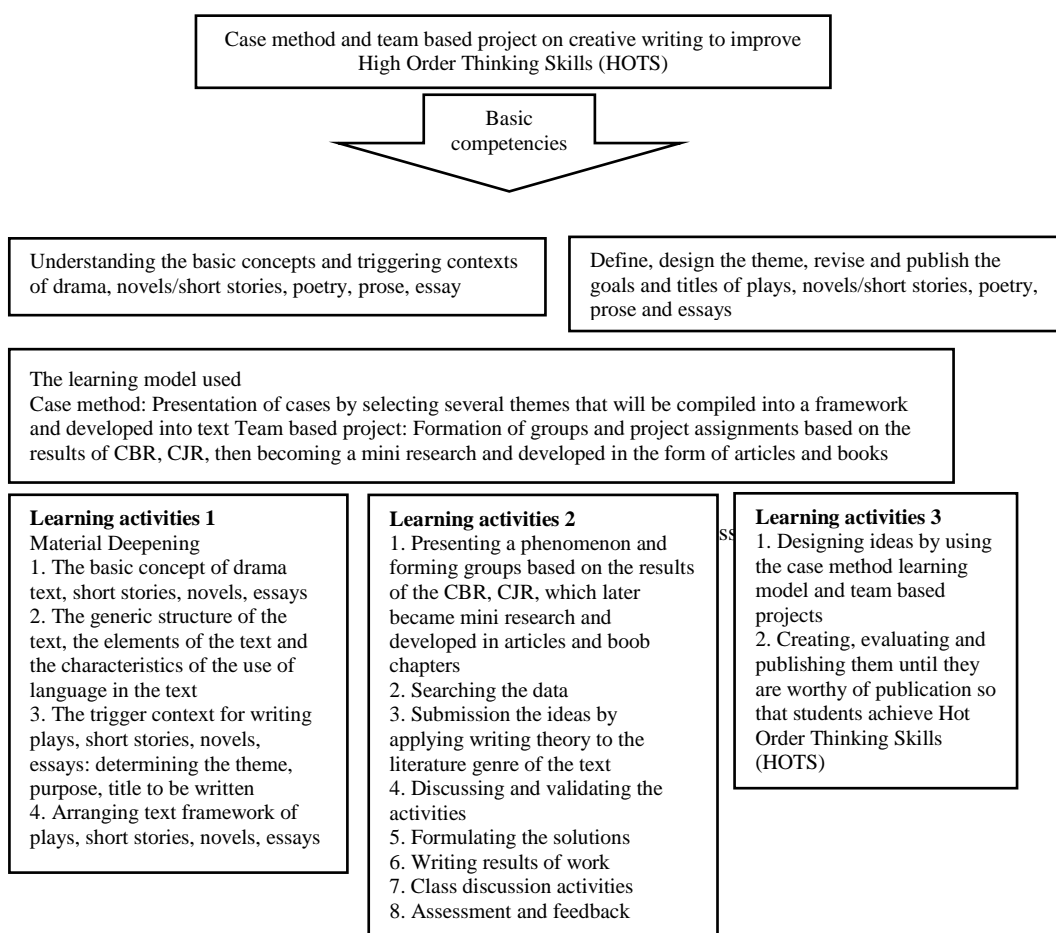 Case method and team based project on creative writing to improve
High Order Thinking Skills (HOTS)
Basic
competencies
Understanding the basic concepts and triggering contexts
of drama, novels/short stories, poetry, prose, essay
Define, design the theme, revise and publish the
goals and titles of plays, novels/short stories, poetry,
prose and essays
The learning model used
Case method: Presentation of cases by selecting several themes that will be compiled into a framework
and developed into text Team based project: Formation of groups and project assignments based on the
results of CBR, CJR, then becoming a mini research and developed in the form of articles and books
Learning activities 1
Material Deepening
1. The basic concept of drama
text, short stories, novels, essays
2. The generic structure of the
text, the elements of the text and
the characteristics of the use of
language in the text
3. The trigger context for writing
plays, short stories, novels,
essays: determining the theme,
purpose, title to be written
4. Arranging text framework of
plays, short stories, novels, essays
Learning activities 2
1. Presenting a phenomenon and
forming groups based on the results
of the CBR, CJR, which later
became mini research and
developed in articles and boob
chapters
2. Searching the data
3. Submission the ideas by
applying writing theory to the
literature genre of the text
4. Discussing and validating the
activities
5. Formulating the solutions
6. Writing results of work
7. Class discussion activities
8. Assessment and feedback
Learning activities 3
1. Designing ideas by using
the case method learning
model and team based
projects
2. Creating, evaluating and
publishing them until they
are worthy of publication so
that students achieve Hot
Order Thinking Skills
(HOTS)